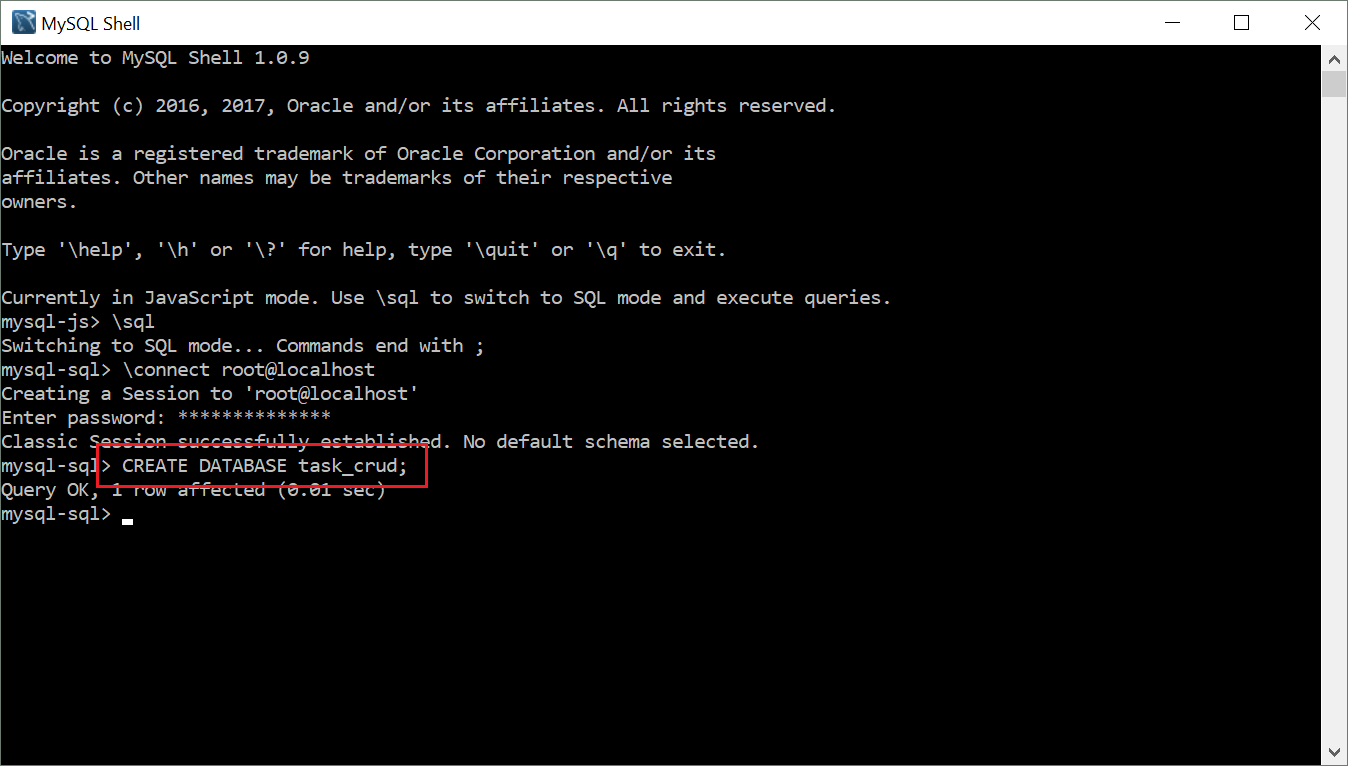 MySQL Shell
Welcome to MySQL Shell 1.0.9
Copyright (c) 2016, 2017, Oracle and/or its affiliates. All rights reserved.
Oracle is a registered trademark of Oracle Corporation and/or its
affiliates. Other names may be trademarks of their respective
owners.
Type '\help', '\h' or '\?' for help, type '\quit' or '\q' to exit.
Currently in JavaScript mode. Use \sql to switch to SQL mode and execute queries.
mysql-js> \sql
Switching to SQL mode... Commands end with ;
mysql-sql> \connect root@localhost
Creating a Session to 'root@localhost'
Enter password: **************
Classic Session successfully established. No default schema selected.
mysql-sql> CREATE DATABASE task_crud;
Query OK, 1 row affected (0.01 sec)
mysql-sql>